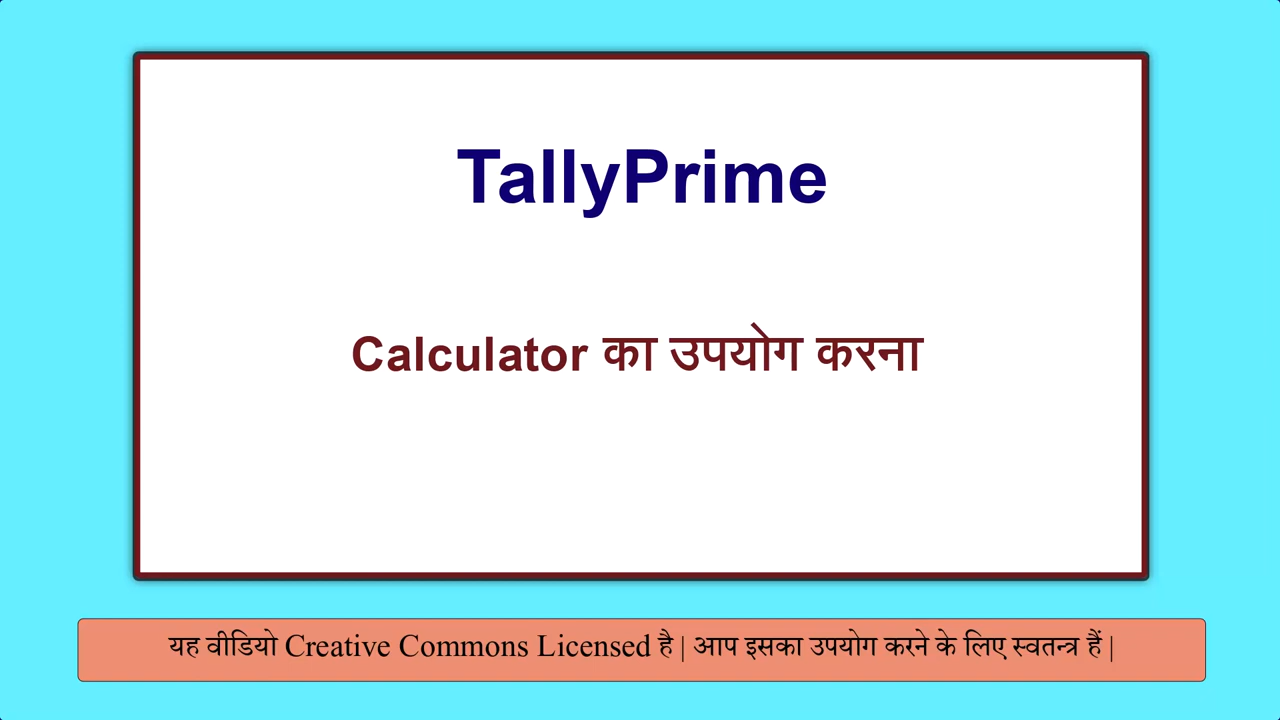 TallyPrime
Calculator का उपयोग करना
यह वीडियो Creative Commons Licensed है | आप इसका उपयोग करने के लिए स्वतन्त्र हैं |